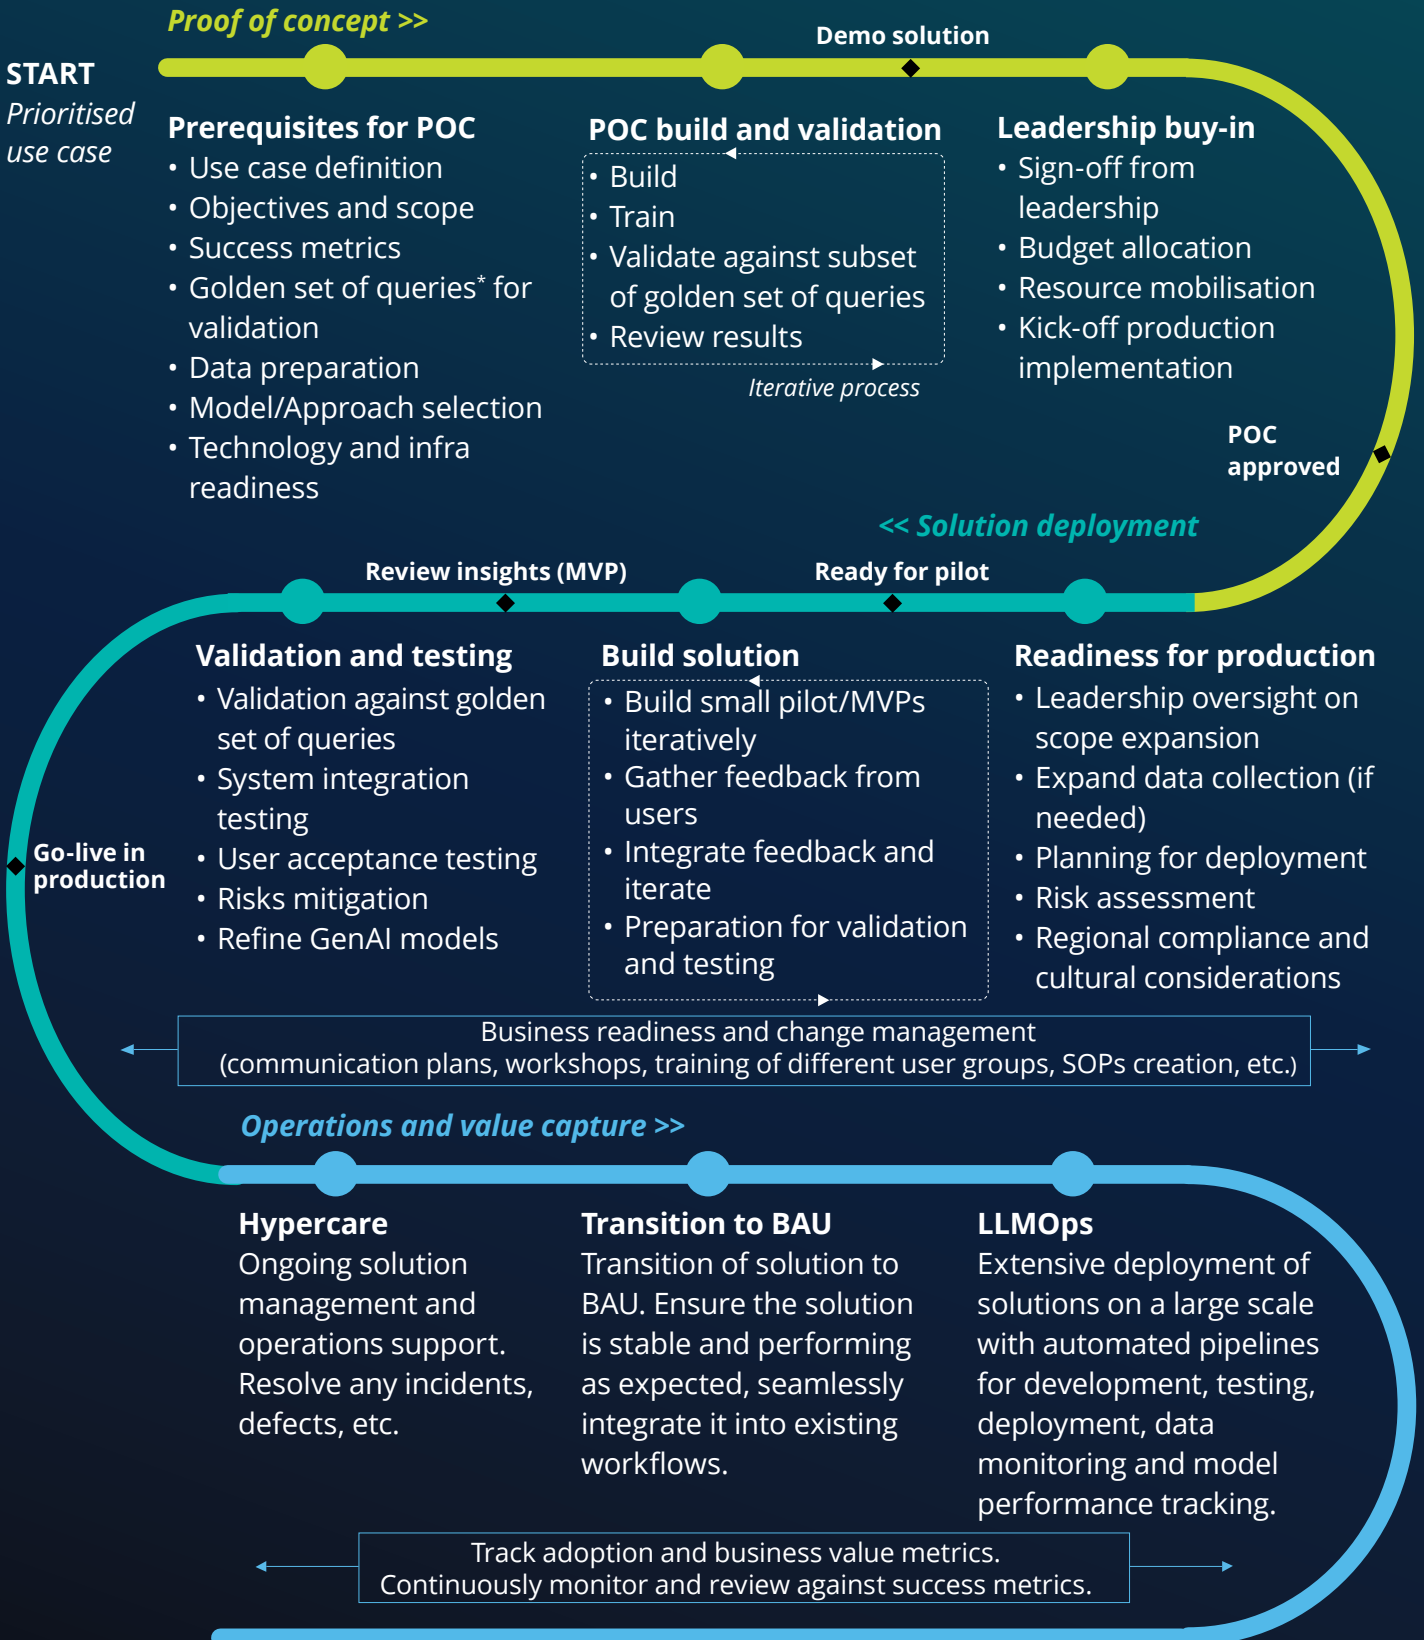 Proof of concept >>
START
Prioritised
use case
Demo solution
Prerequisites for POC
• Use case definition
• Objectives and scope
• Success metrics
• Golden set of queries* for
validation
• Data preparation
• Model/Approach selection
• Technology and infra
readiness
POC build and validation
• Build
• Train
• Validate against subset
of golden set of queries
• Review results
Iterative process
Leadership buy-in
• Sign-off from
leadership
• Budget allocation
• Resource mobilisation
• Kick-off production
implementation
POC
approved
<< Solution deployment
Ready for pilot
Review insights (MVP)
Readiness for production
• Leadership oversight on
scope expansion
• Expand data collection (if
needed)
• Planning for deployment
• Risk assessment
• Regional compliance and
cultural considerations
Build solution
• Build small pilot/MVPs
iteratively
• Gather feedback from
users
• Integrate feedback and
iterate
• Preparation for validation
and testing
Validation and testing
• Validation against golden
set of queries
• System integration
testing
• User acceptance testing
• Risks mitigation
• Refine GenAI models
Go-live in
production
Business readiness and change management
(communication plans, workshops, training of different user groups, SOPs creation, etc.)
Operations and value capture >>
Hypercare
Ongoing solution
management and
operations support.
Resolve any incidents,
defects, etc.
Transition to BAU
Transition of solution to
BAU. Ensure the solution
is stable and performing
as expected, seamlessly
integrate it into existing
workflows.
LLMOps
Extensive deployment of
solutions on a large scale
with automated pipelines
for development, testing,
deployment, data
monitoring and model
performance tracking.
Track adoption and business value metrics.
Continuously monitor and review against success metrics.